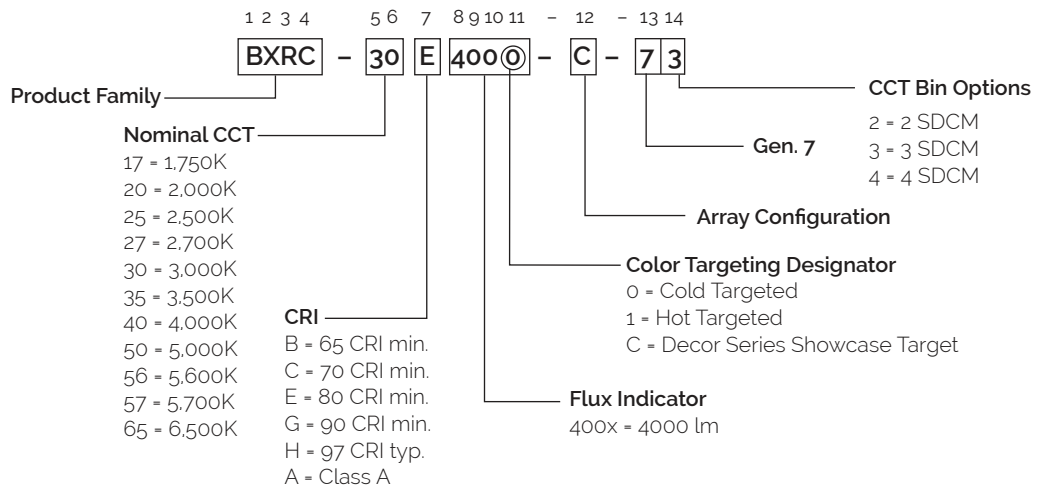 1 2 3 4 5 6 7 8 9 10 11 – 12 – 13 14
BXRC – 30 E 4000 – C – 7 3
Product Family
CCT Bin Options
2 = 2 SDCM
3 = 3 SDCM
4 = 4 SDCM
Nominal CCT
17 = 1,750K
20 = 2,000K
25 = 2,500K
27 = 2,700K
30 = 3,000K
35 = 3,500K
40 = 4,000K
50 = 5,000K
56 = 5,600K
57 = 5,700K
65 = 6,500K
Gen. 7
Array Configuration
Color Targeting Designator
0 = Cold Targeted
1 = Hot Targeted
C = Decor Series Showcase Target
CRI
B = 65 CRI min.
C = 70 CRI min.
E = 80 CRI min.
G = 90 CRI min.
H = 97 CRI typ.
A = Class A
Flux Indicator
400x = 4000 lm